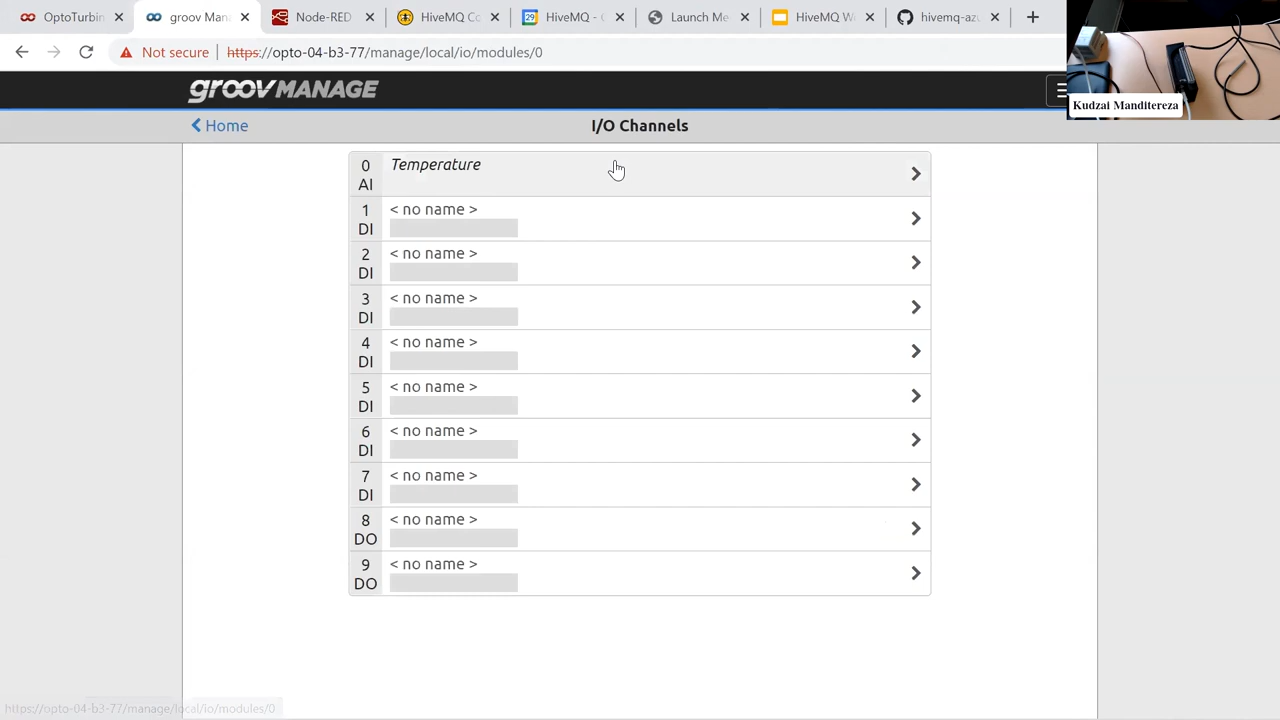 OptoTurbin
groov Man
Node-RED
HiveMQ Co
HiveMQ - C
Launch Me
HiveMQ W
hivemq-azu
Not secure
https://opto-04-b3-77/manage/local/io/modules/0
groov MANAGE
Kudzai Manditereza
Home
I/O Channels
0 Temperature
AI
1 < no name >
DI
2 < no name >
DI
3 < no name >
DI
4 < no name >
DI
5 < no name >
DI
6 < no name >
DI
7 < no name >
DI
8 < no name >
DO
9 < no name >
DO
https://opto-04-b3-77/manage/local/io/modules/0